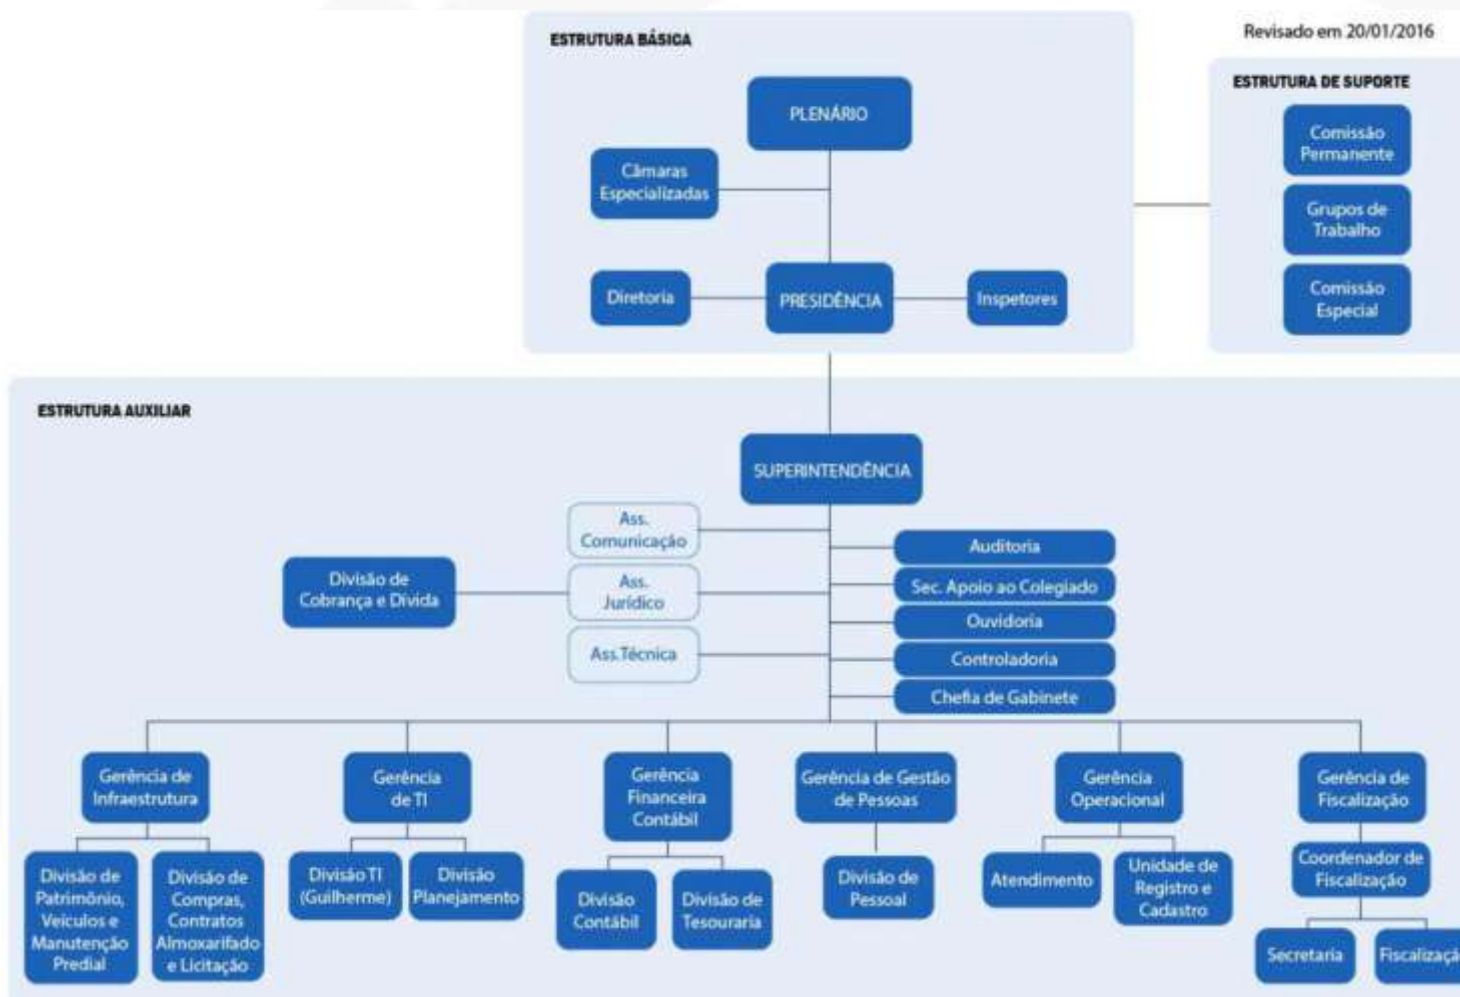 ESTRUTURA BÁSICA
Revisado em 20/01/2016
ESTRUTURA DE SUPORTE
PLENÁRIO
Câmaras
Especializadas
Diretoria
PRESIDÊNCIA
Inspetores
Comissão
Permanente
Grupos de
Trabalho
Comissão
Especial
ESTRUTURA AUXILIAR
SUPERINTENDÊNCIA
Ass.
Comunicação
Divisão de
Cobrança e Divida
Ass.
Jurídico
Ass.Técnica
Auditoria
Sec. Apoio ao Colegiado
Ouvidoria
Controladoria
Chefia de Gabinete
Gerência de
Infraestrutura
Gerência
de TI
Gerência
Financeira
Contábil
Gerência de Gestão
de Pessoas
Gerência
Operacional
Gerência de
Fiscalização
Divisão de
Patrimônio,
Veículos e
Manutenção
Predial
Divisão de
Compras,
Contratos
Almoxarifado
e Licitação
Divisão TI
(Guilherme)
Divisão
Planejamento
Divisão
Contábil
Divisão de
Tesouraria
Divisão de
Pessoal
Atendimento
Unidade de
Registro e
Cadastro
Coordenador de
Fiscalização
Secretaria
Fiscalizaçã